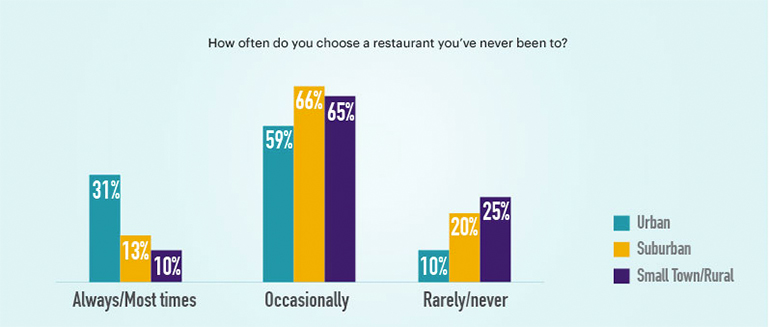 How often do you choose a restaurant you've never been to?
31%
13%
10%
59%
66%
65%
10%
20%
25%
Always/Most times
Occasionally
Rarely/never
Urban
Suburban
Small Town/Rural